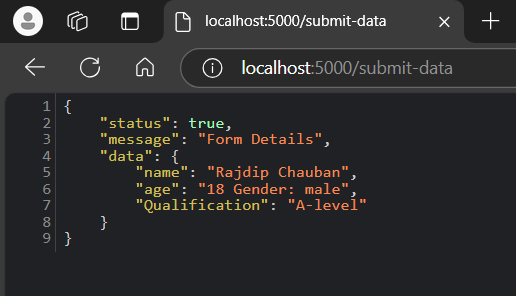 localhost:5000/submit-data
localhost:5000/submit-data
1 {
2     "status": true,
3     "message": "Form Details",
4     "data": {
5         "name": "Rajdip Chauban",
6         "age": "18 Gender: male",
7         "Qualification": "A-level"
8     }
9 }